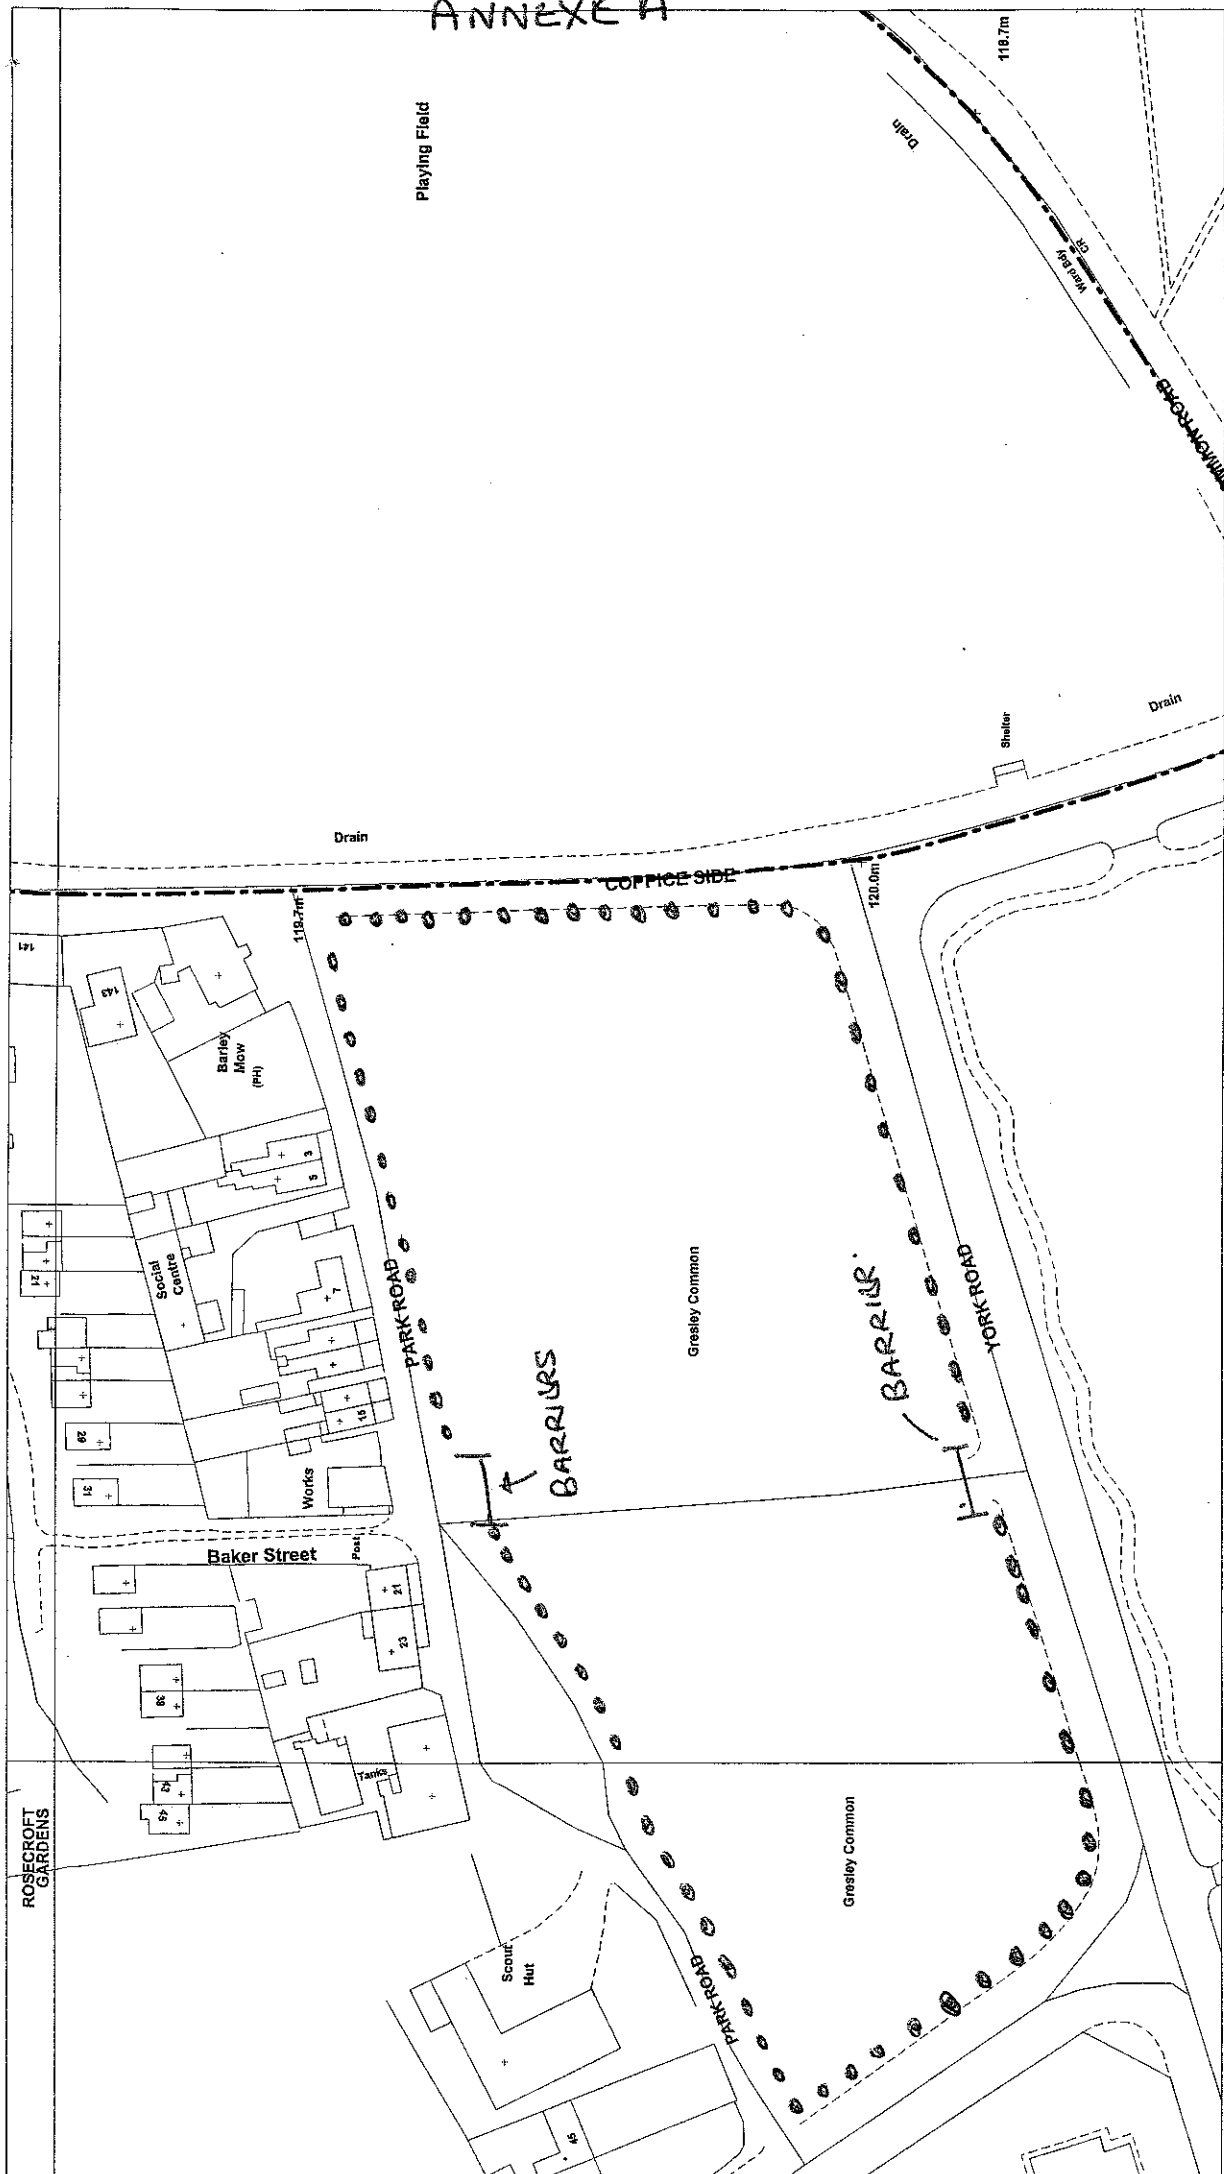 ANNEXE A
118.7m
Playing Field
Drain
Ward Bdy
CR
MMON ROAD
Drain
Shelter
Drain
COPPICE SIDE
119.7m
120.0m
141
143
Barley
Mow
(PH)
3
5
Social
Centre
21
7
PARK ROAD
Gresley Common
YORK ROAD
BARRIER.
BARRIERS
15
29
31
Works
Baker Street
Post
21
23
39
43
45
Tanks
ROSECROFT
GARDENS
Gresley Common
Scout
Hut
PARK ROAD
45